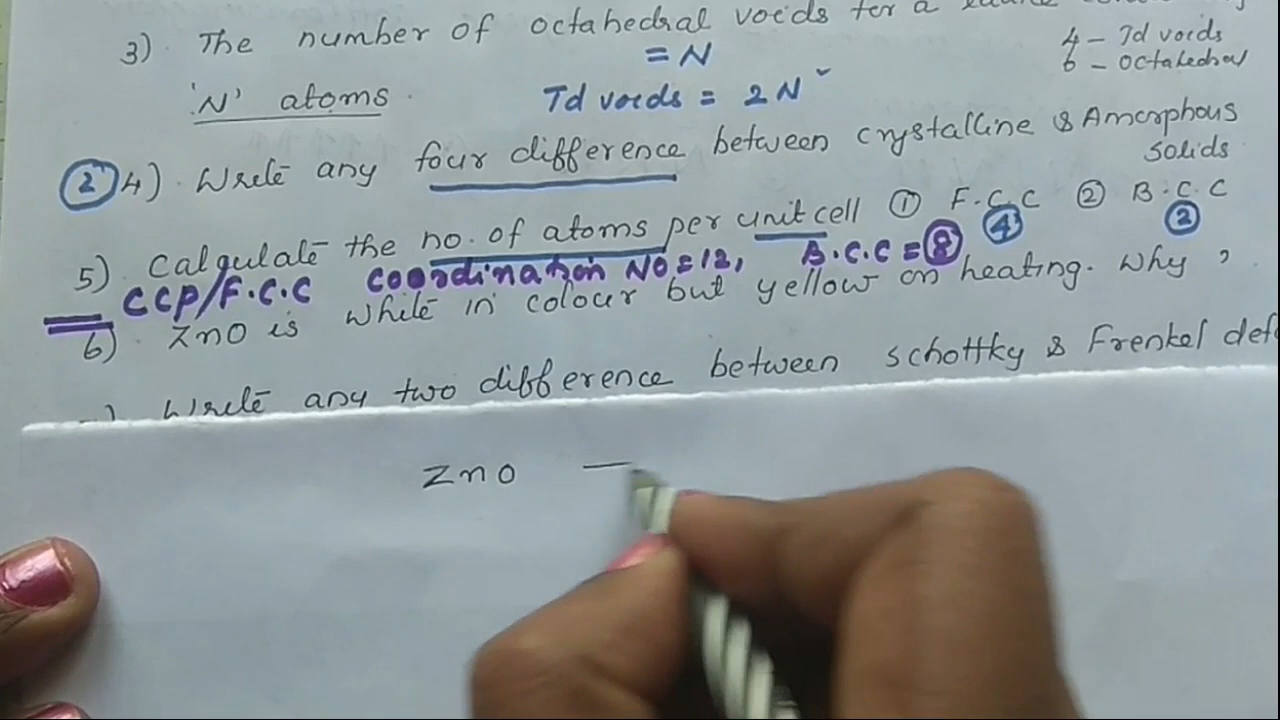 3) The number of octahedral voids for a
= N
4 - Td voids
6 - octahedral
'N' atoms. Td voids = 2N
② 4) Write any four difference between crystalline & Amorphous
solids
5) Calculate the no. of atoms per unit cell ① F.C.C ② B.C.C
④ ②
CCP/F.C.C Coordination No = 12, B.C.C = ⑧
6) ZnO is white in colour but yellow on heating. Why ?
Write any two difference between schottky & Frenkel def
ZnO —